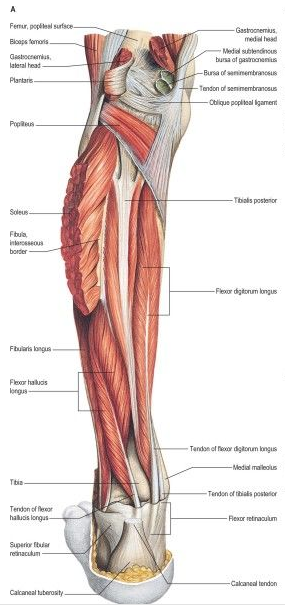 A
Femur, popliteal surface
Biceps femoris
Gastrocnemius,
lateral head
Plantaris
Popliteus
Soleus
Fibula,
interosseous
border
Fibularis longus
Flexor hallucis
longus
Tibia
Tendon of flexor
hallucis longus
Superior fibular
retinaculum
Calcaneal tuberosity
Gastrocnemius,
medial head
Medial subtendinous
bursa of gastrocnemius
Bursa of semimembranosus
Tendon of semimembranosus
Oblique popliteal ligament
Tibialis posterior
Flexor digitorum longus
Tendon of flexor digitorum longus
Medial malleolus
Tendon of tibialis posterior
Flexor retinaculum
Calcaneal tendon